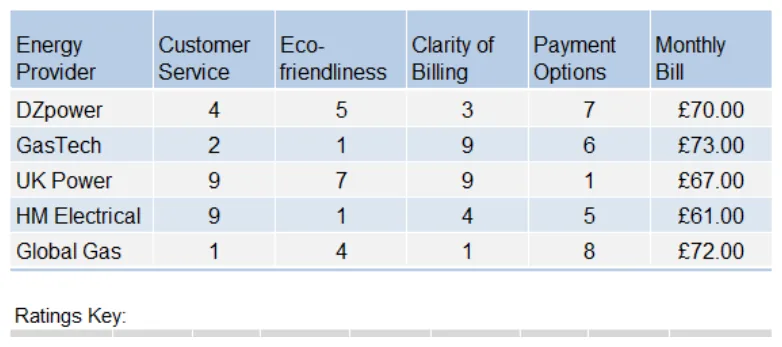 Energy Provider Customer Service Eco-friendliness Clarity of Billing Payment Options Monthly Bill
DZpower 4 5 3 7 £70.00
GasTech 2 1 9 6 £73.00
UK Power 9 7 9 1 £67.00
HM Electrical 9 1 4 5 £61.00
Global Gas 1 4 1 8 £72.00
Ratings Key: